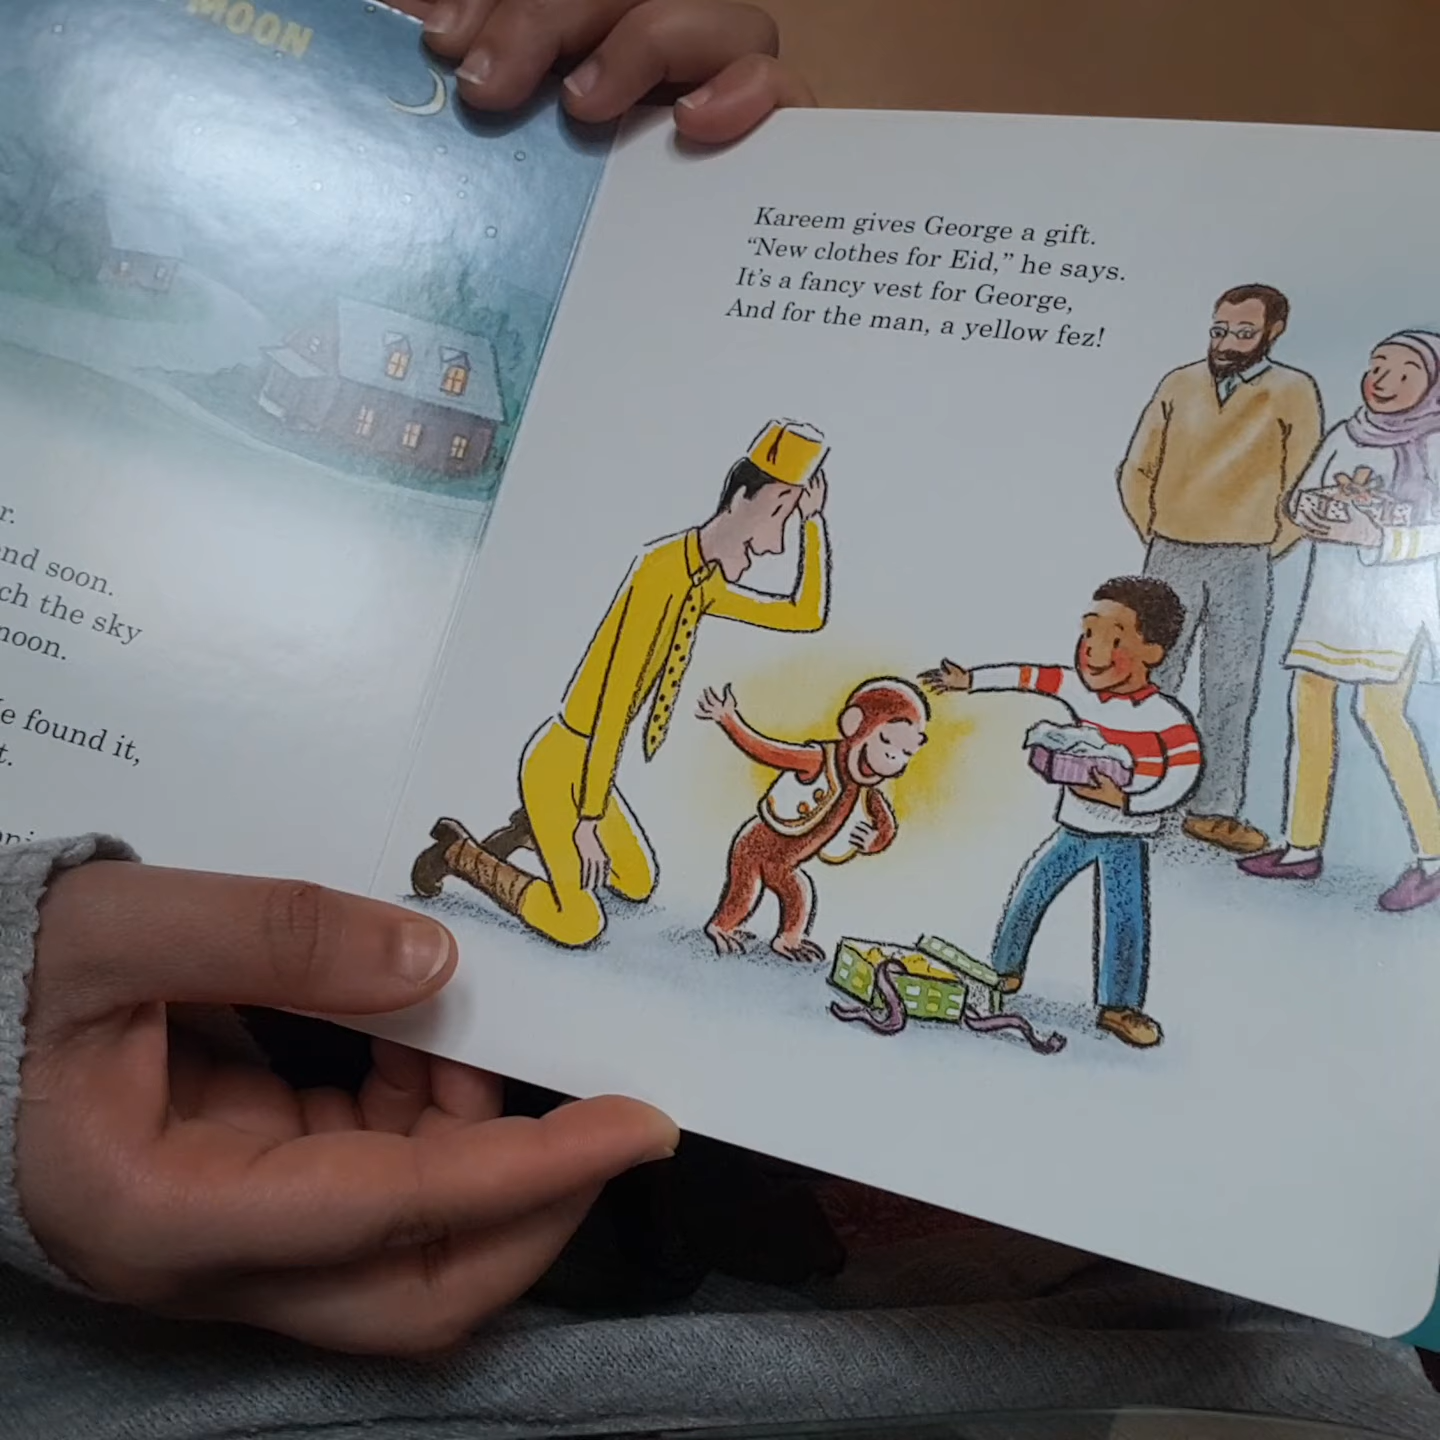 MOON
r.
nd soon.
ch the sky
moon.
e found it,
t.
Kareem gives George a gift.
“New clothes for Eid,” he says.
It’s a fancy vest for George,
And for the man, a yellow fez!